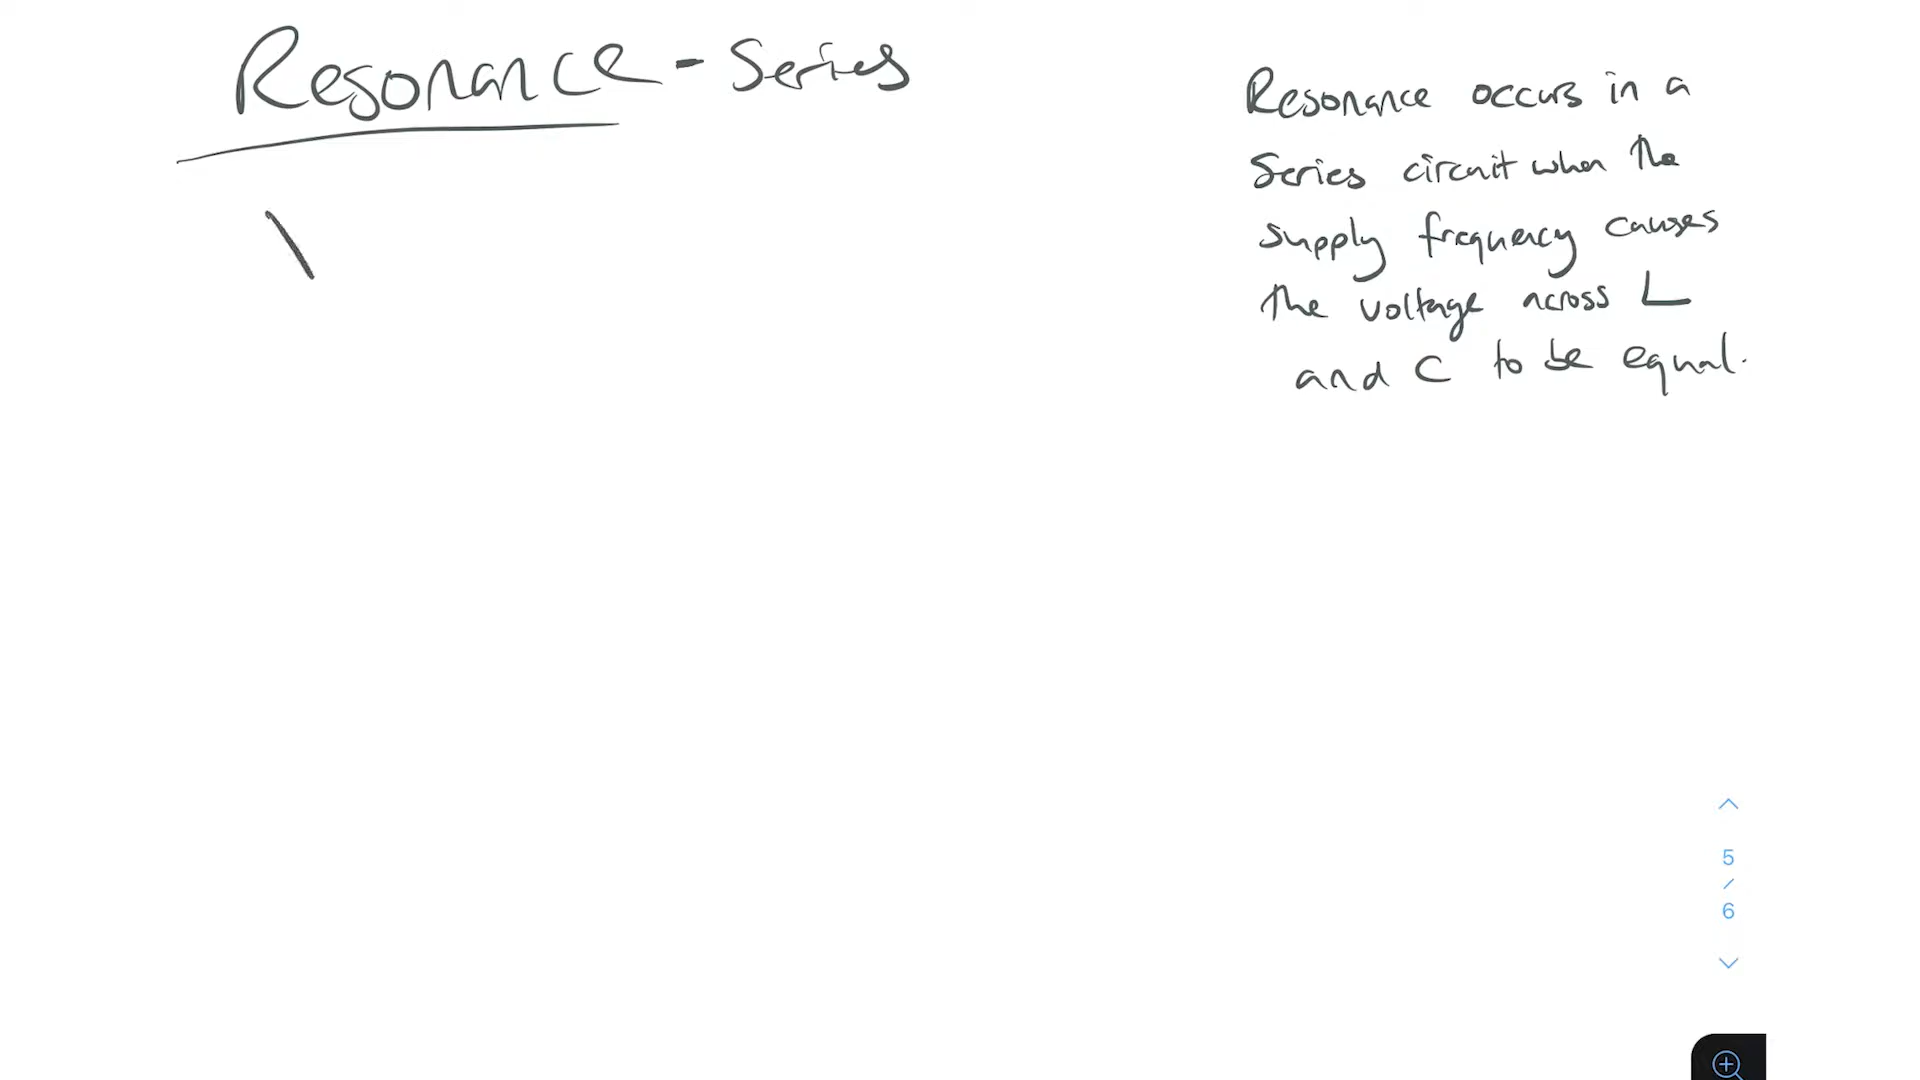 Resonance - Series
Resonance occurs in a
Series circuit when the
supply frequency causes
the voltage across L
and C to be equal.
5
/
6